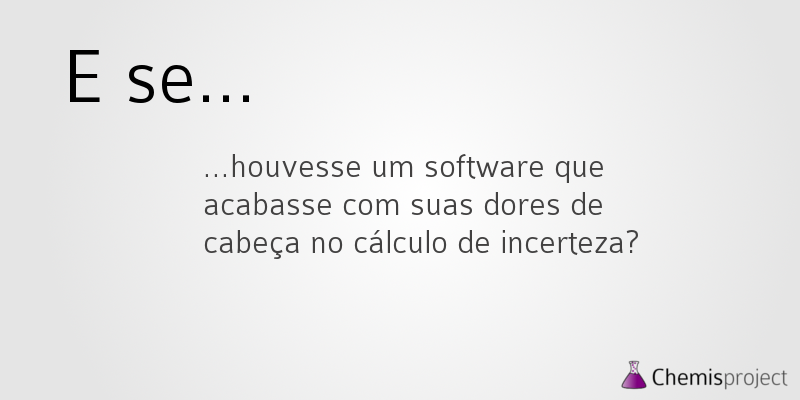 E se...
...houvesse um software que
acabasse com suas dores de
cabeça no cálculo de incerteza?
Chemisproject